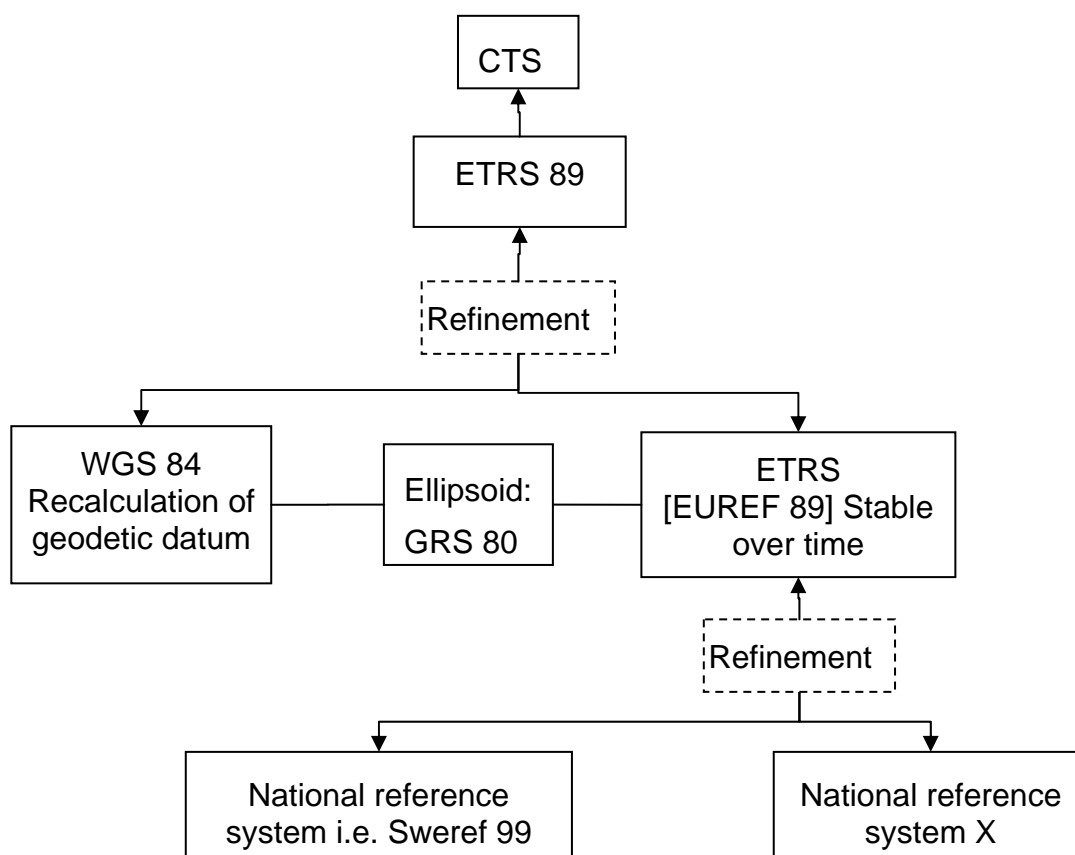 CTS
ETRS 89
Refinement
WGS 84
Recalculation of
geodetic datum
Ellipsoid:
GRS 80
ETRS
[EUREF 89] Stable
over time
Refinement
National reference
system i.e. Sweref 99
National reference
system X